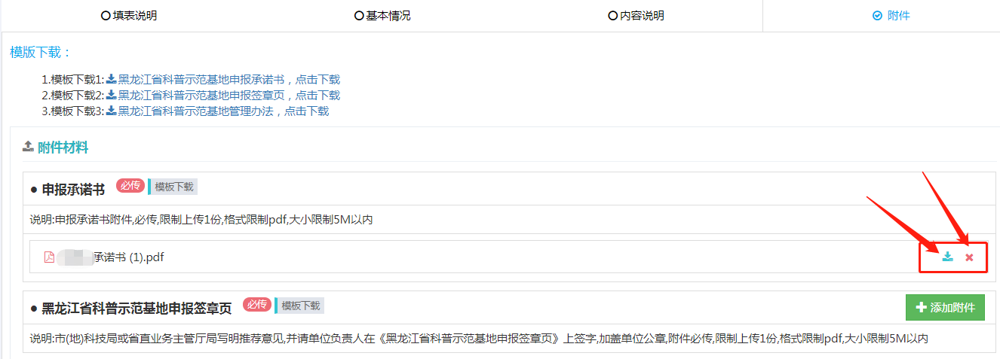 填表说明 基本情况 内容说明 附件
模版下载：
1.模板下载1:黑龙江省科普示范基地申报承诺书，点击下载
2.模板下载2:黑龙江省科普示范基地申报签章页，点击下载
3.模板下载3:黑龙江省科普示范基地管理办法，点击下载
附件材料
● 申报承诺书 必传 模板下载
说明:申报承诺书附件,必传,限制上传1份,格式限制pdf,大小限制5M以内
承诺书 (1).pdf
● 黑龙江省科普示范基地申报签章页 必传 模板下载 添加附件
说明:市(地)科技局或省直业务主管厅局写明推荐意见,并请单位负责人在《黑龙江省科普示范基地申报签章页》上签字,加盖单位公章,附件必传,限制上传1份,格式限制pdf,大小限制5M以内